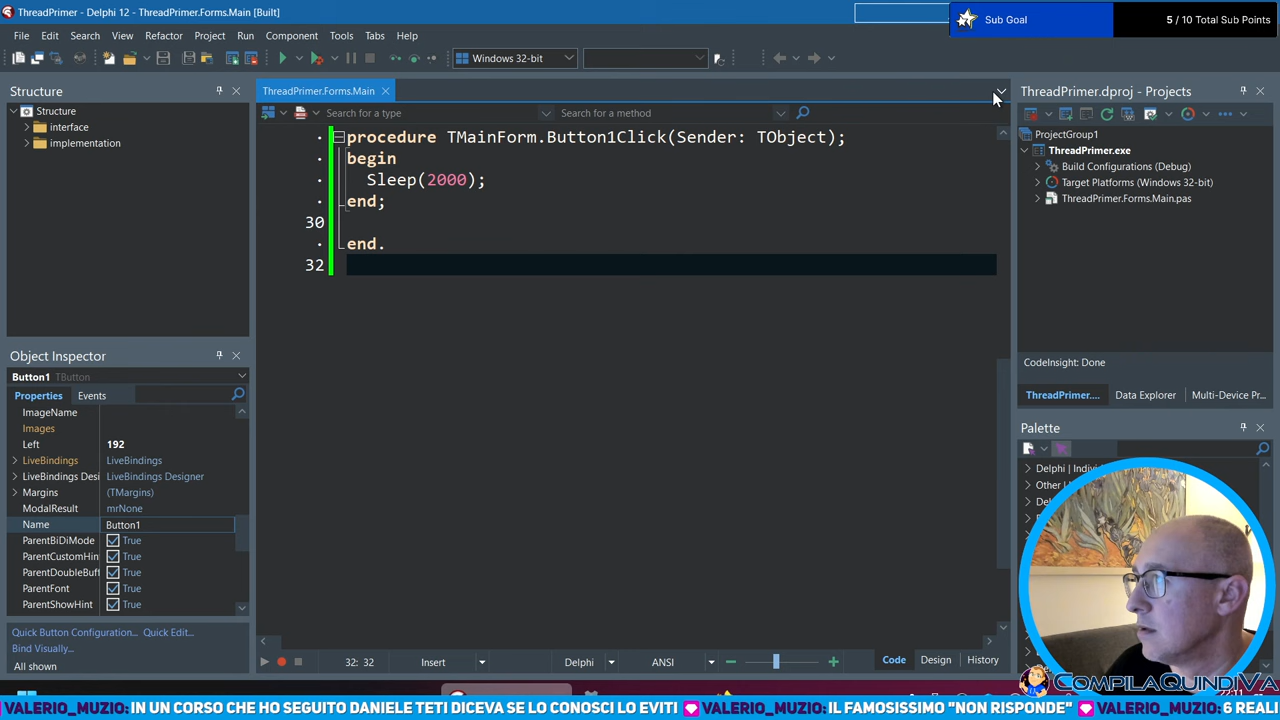 ThreadPrimer - Delphi 12 - ThreadPrimer.Forms.Main [Built]
Sub Goal
5 / 10 Total Sub Points
File Edit Search View Refactor Project Run Component Tools Tabs Help
Windows 32-bit
Structure
Structure
interface
implementation
ThreadPrimer.Forms.Main
Search for a type
Search for a method
procedure TMainForm.Button1Click(Sender: TObject);
begin
Sleep(2000);
end;
30
end.
32
ThreadPrimer.dproj - Projects
ProjectGroup1
ThreadPrimer.exe
Build Configurations (Debug)
Target Platforms (Windows 32-bit)
ThreadPrimer.Forms.Main.pas
CodeInsight: Done
ThreadPrimer.... Data Explorer Multi-Device Pr...
Object Inspector
Button1 TButton
Properties Events
ImageName
Images
Left 192
LiveBindings LiveBindings
LiveBindings Desi LiveBindings Designer
Margins (TMargins)
ModalResult mrNone
Name Button1
ParentBiDiMode True
ParentCustomHin True
ParentDoubleBuff True
ParentFont True
ParentShowHint True
Quick Button Configuration... Quick Edit...
Bind Visually...
All shown
Palette
Delphi | Indivi
Other |
32: 32 Insert Delphi ANSI
Code Design History
COMPILAQUINDIVA
VALERIO_MUZIO: IN UN CORSO CHE HO SEGUITO DANIELE TETI DICEVA SE LO CONOSCI LO EVITI VALERIO_MUZIO: IL FAMOSISSIMO "NON RISPONDE" VALERIO_MUZIO: 6 REALI